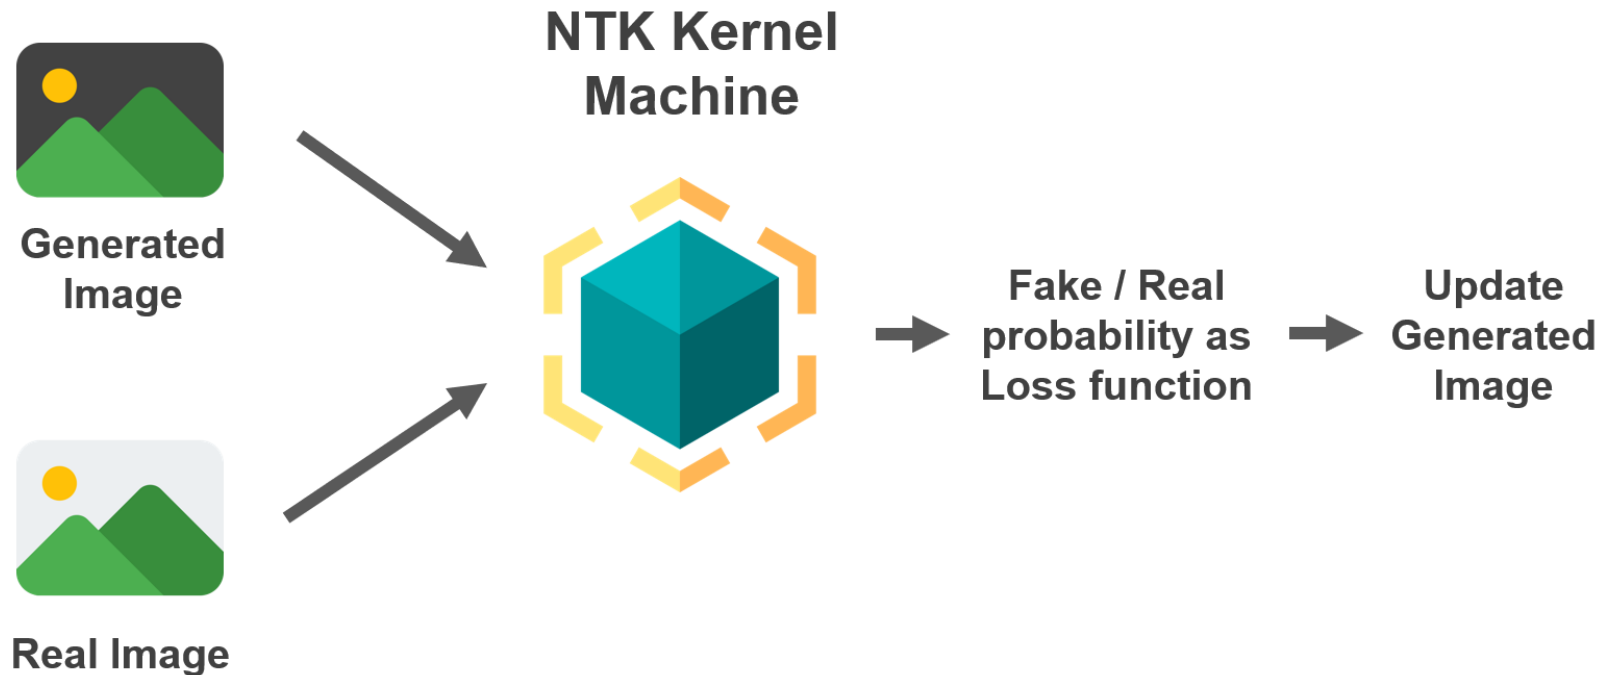 NTK Kernel
Machine
Generated
Image
Fake / Real
probability as
Loss function
Update
Generated
Image
Real Image